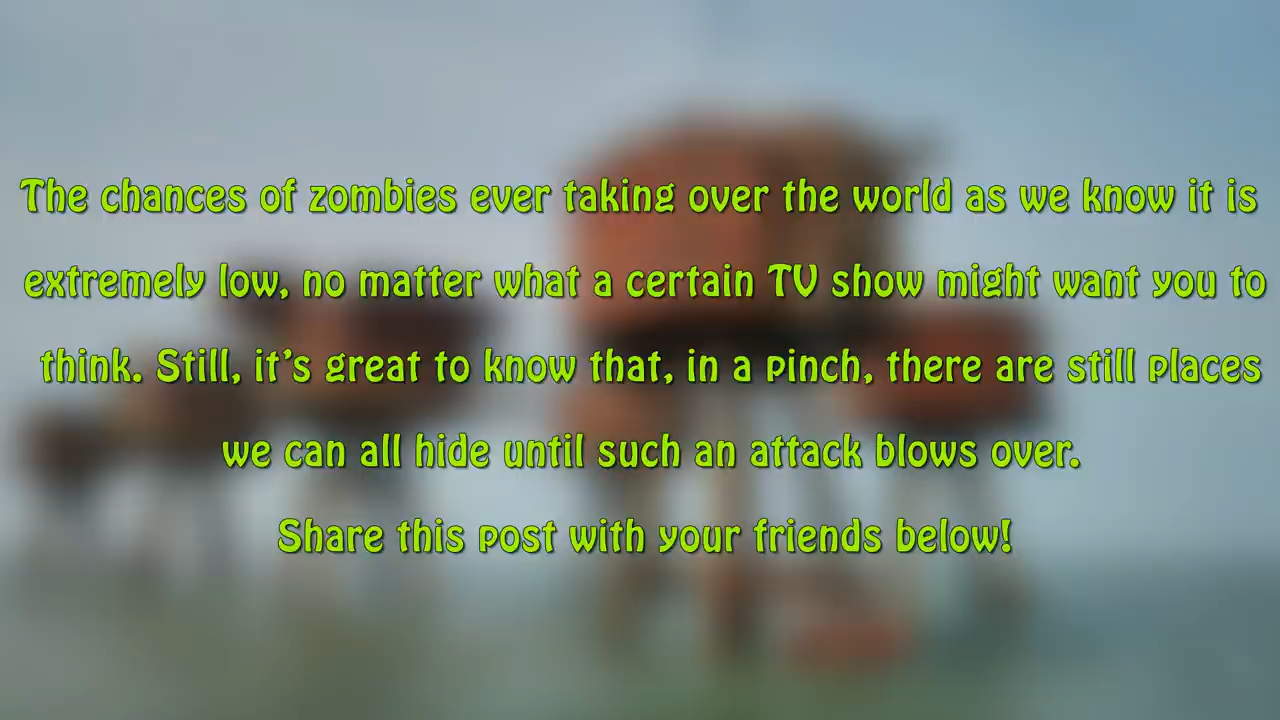 The chances of zombies ever taking over the world as we know it is
extremely low, no matter what a certain TV show might want you to
think. Still, it's great to know that, in a pinch, there are still places
we can all hide until such an attack blows over.
Share this post with your friends below!